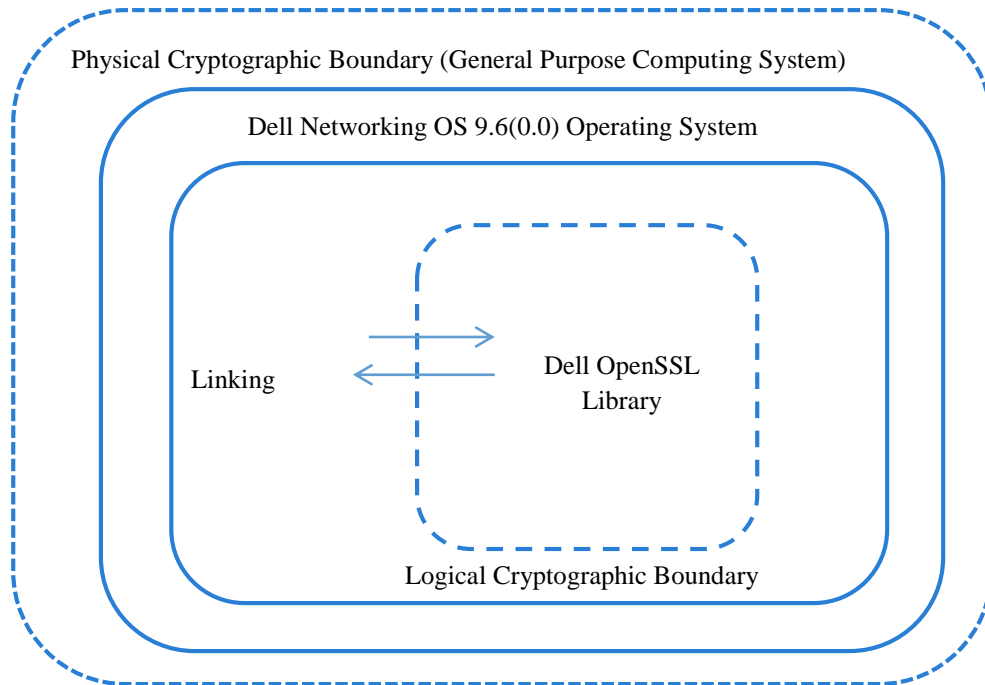 Physical Cryptographic Boundary (General Purpose Computing System)
Dell Networking OS 9.6(0.0) Operating System
Linking
Dell OpenSSL
Library
Logical Cryptographic Boundary